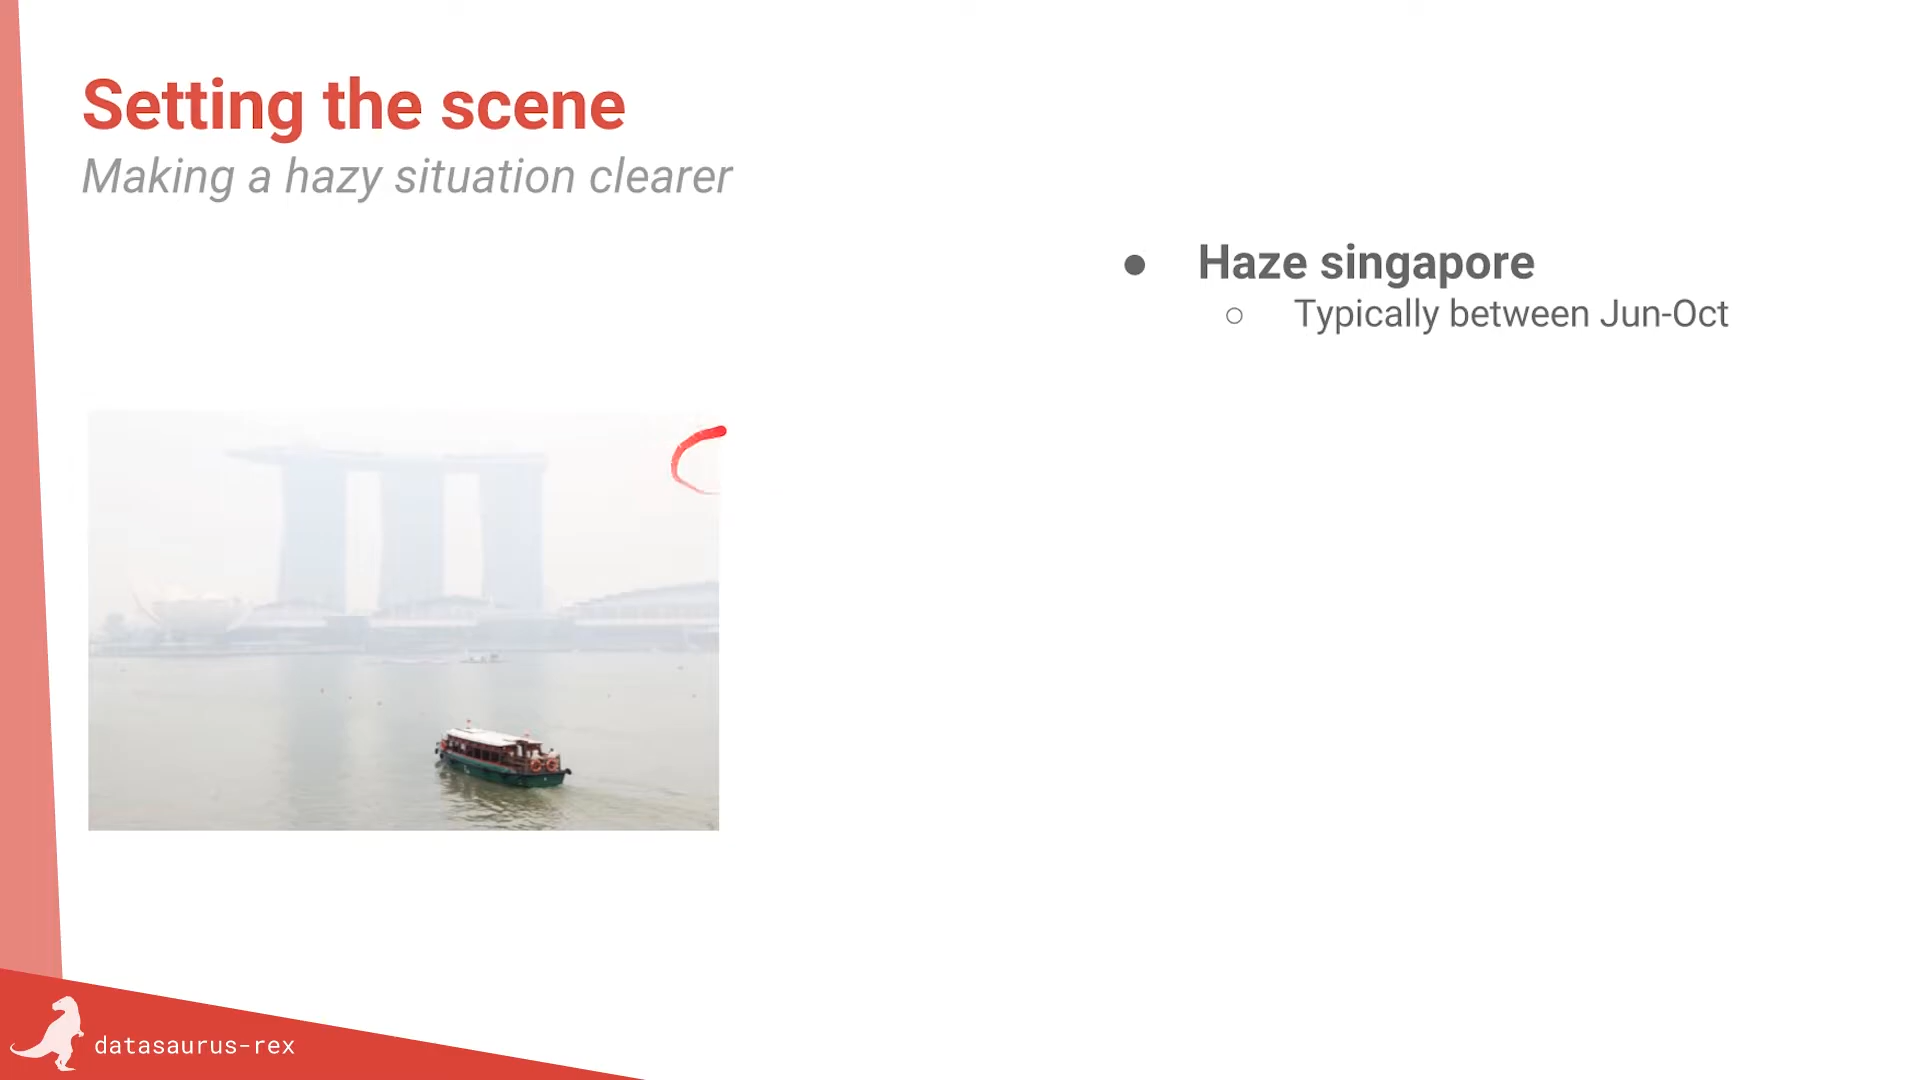 Setting the scene
Making a hazy situation clearer
● Haze singapore
○ Typically between Jun-Oct
datasaurus-rex